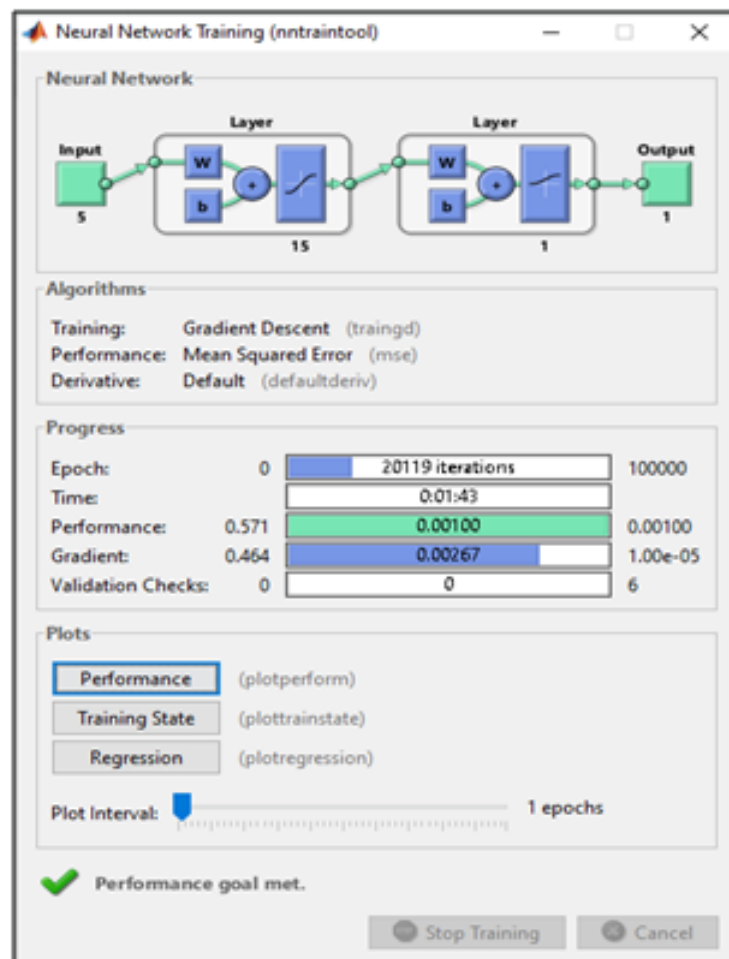 Neural Network Training (nntraintool)
Neural Network
Layer Layer
Input Output
W W
+ +
b b
5 1
15 1
Algorithms
Training: Gradient Descent (traingd)
Performance: Mean Squared Error (mse)
Derivative: Default (defaultderiv)
Progress
Epoch: 0 20119 iterations 100000
Time: 0:01:43
Performance: 0.571 0.00100 0.00100
Gradient: 0.464 0.00267 1.00e-05
Validation Checks: 0 0 6
Plots
Performance (plotperform)
Training State (plottrainstate)
Regression (plotregression)
Plot Interval: 1 epochs
Performance goal met.
Stop Training Cancel